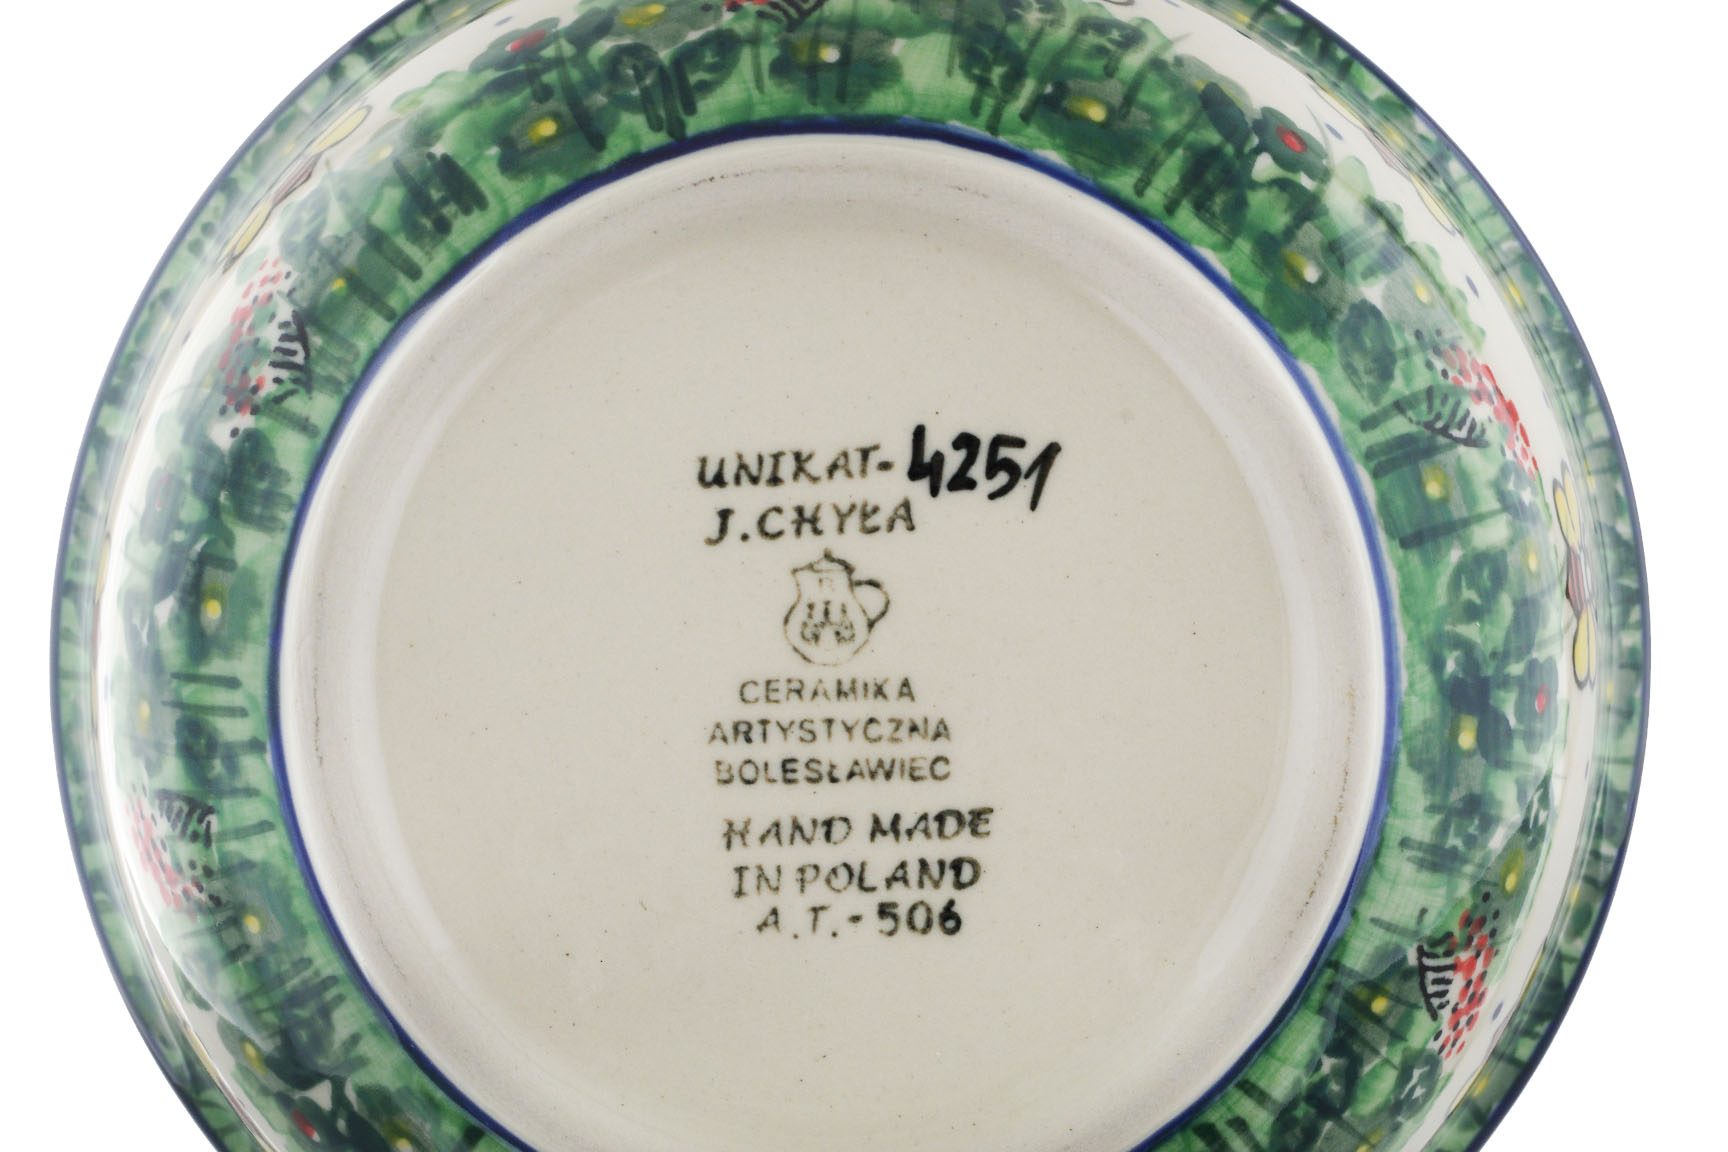 UNIKAT-4251
J.CHYŁA
CERAMIKA
ARTYSTYCZNA
BOLESŁAWIEC
HAND MADE
IN POLAND
A.T.-506